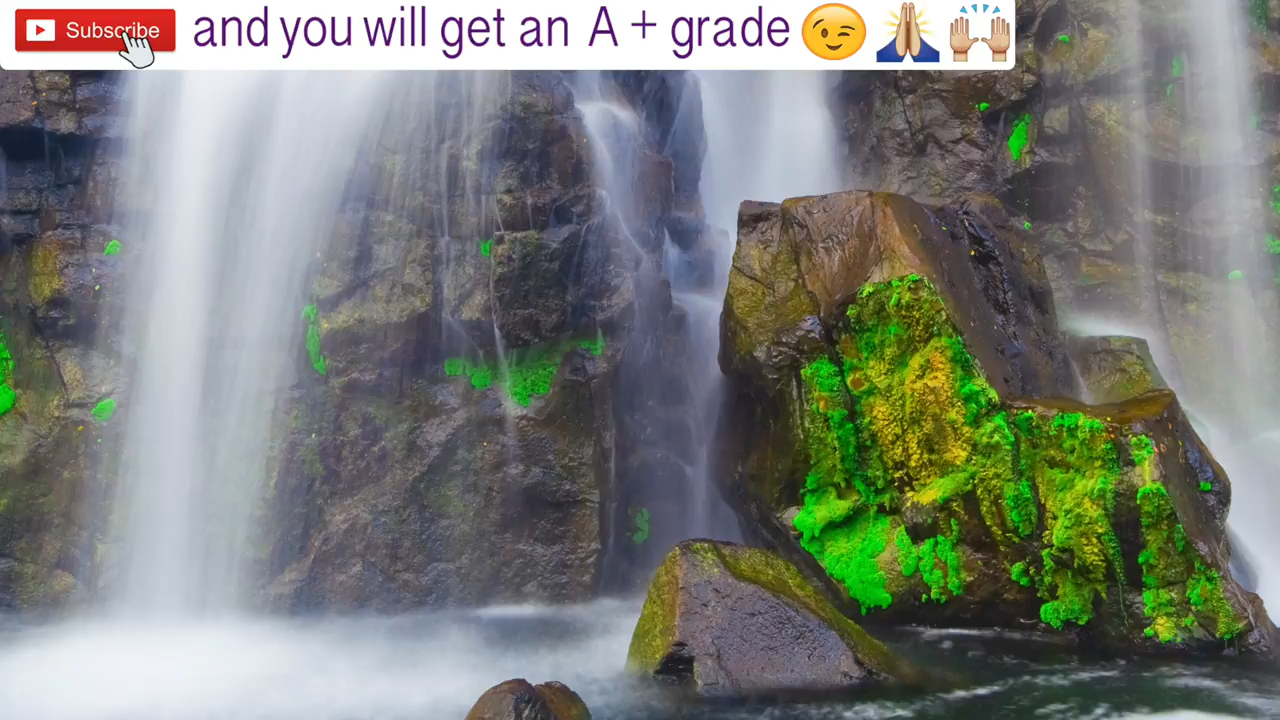 Subscribe and you will get an A + grade 😉 🙏 🙌